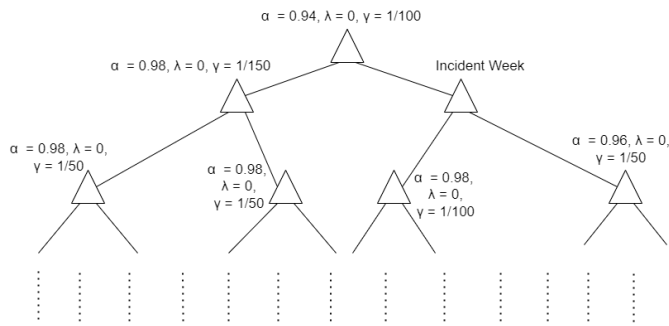 α = 0.94, λ = 0, γ = 1/100
α = 0.98, λ = 0, γ = 1/150
Incident Week
α = 0.98, λ = 0,
γ = 1/50
α = 0.98,
λ = 0,
γ = 1/50
α = 0.98,
λ = 0,
γ = 1/100
α = 0.96, λ = 0,
γ = 1/50